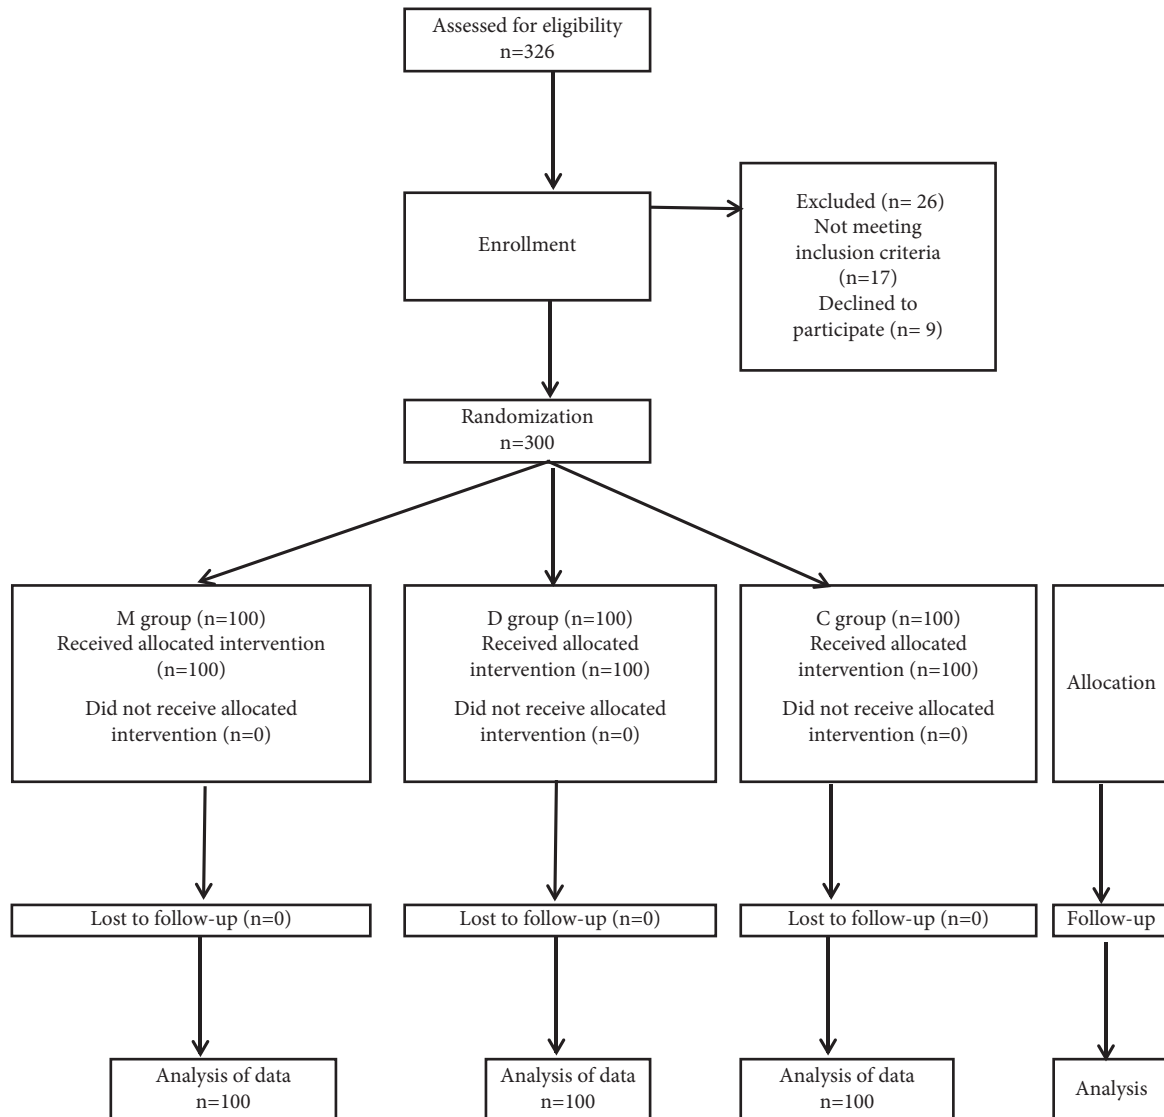 Assessed for eligibility
n=326
Enrollment
Excluded (n= 26)
Not meeting
inclusion criteria
(n=17)
Declined to
participate (n= 9)
Randomization
n=300
M group (n=100)
Received allocated intervention
(n=100)
Did not receive allocated
intervention (n=0)
D group (n=100)
Received allocated
intervention (n=100)
Did not receive allocated
intervention (n=0)
C group (n=100)
Received allocated
intervention (n=100)
Did not receive allocated
intervention (n=0)
Allocation
Lost to follow-up (n=0)
Lost to follow-up (n=0)
Lost to follow-up (n=0)
Follow-up
Analysis of data
n=100
Analysis of data
n=100
Analysis of data
n=100
Analysis